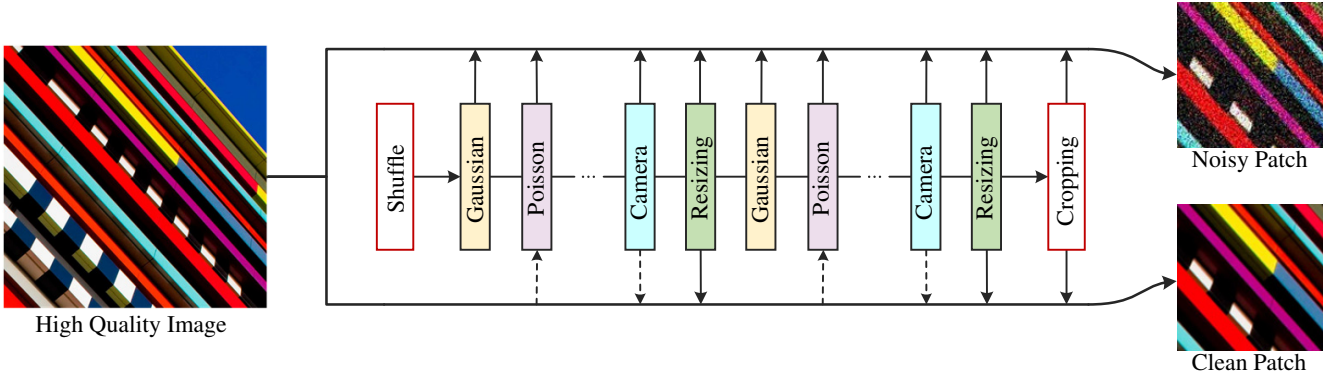 High Quality Image
Shuffle
Gaussian
Poisson
...
Camera
Resizing
Gaussian
Poisson
...
Camera
Resizing
Cropping
Noisy Patch
Clean Patch